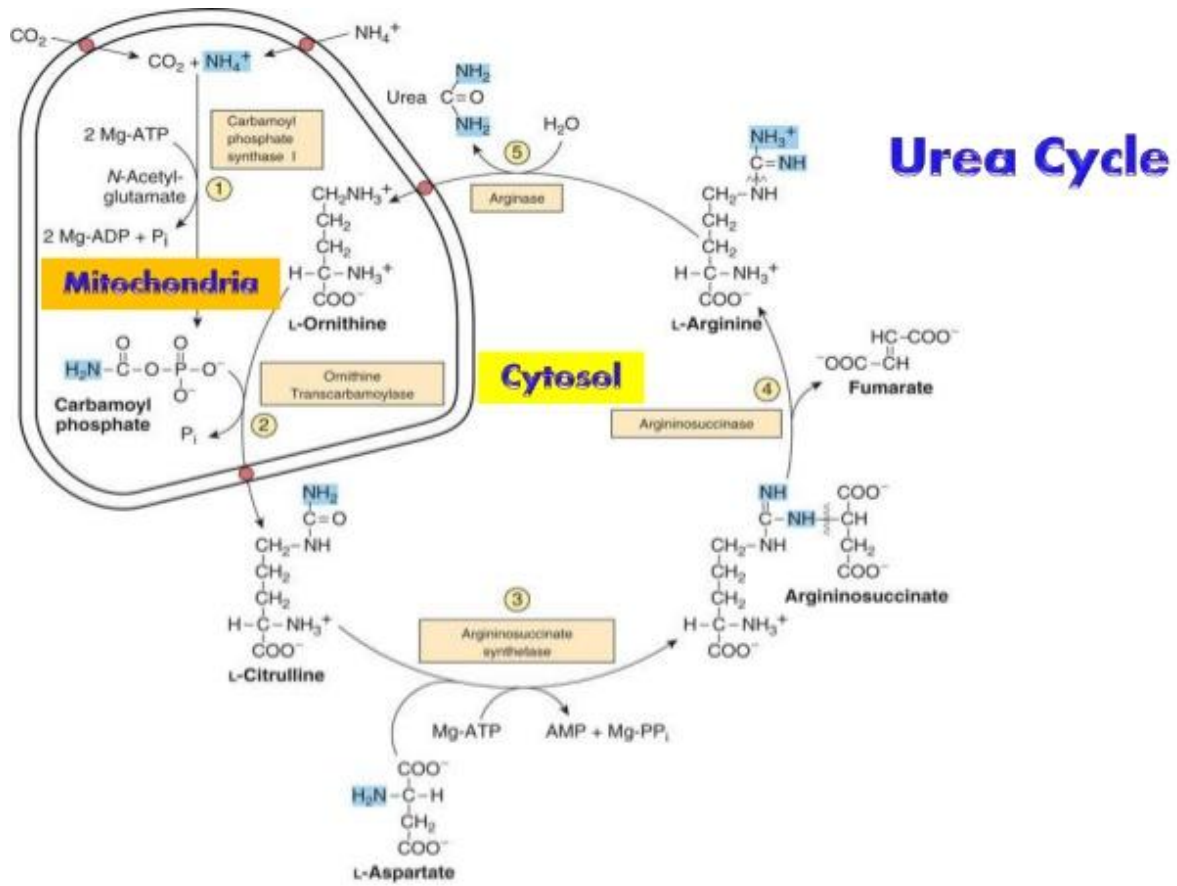 CO₂
NH₄⁺
CO₂ + NH₄⁺
2 Mg-ATP
Carbamoyl
phosphate
synthase I
N-Acetyl-
glutamate
1
2 Mg-ADP + Pᵢ
Mitochondria
H₂N–C–O–P–O⁻
O
O
O⁻
Carbamoyl
phosphate
Pᵢ
2
CH₂NH₃⁺
CH₂
CH₂
H–C–NH₃⁺
COO⁻
L-Ornithine
Ornithine
Transcarbamoylase
Urea
NH₂
C=O
NH₂
H₂O
5
Arginase
NH₃⁺
C=NH
CH₂–NH
CH₂
CH₂
H–C–NH₃⁺
COO⁻
L-Arginine
Urea Cycle
Cytosol
4
Argininosuccinase
HC–COO⁻
⁻OOC–CH
Fumarate
NH₂
C=O
CH₂–NH
CH₂
CH₂
H–C–NH₃⁺
COO⁻
L-Citrulline
3
Argininosuccinate
synthetase
NH
C–NH–CH
COO⁻
CH₂–NH
CH₂
COO⁻
CH₂
CH₂
H–C–NH₃⁺
COO⁻
Argininosuccinate
Mg-ATP
AMP + Mg-PPᵢ
COO⁻
H₂N–C–H
CH₂
COO⁻
L-Aspartate